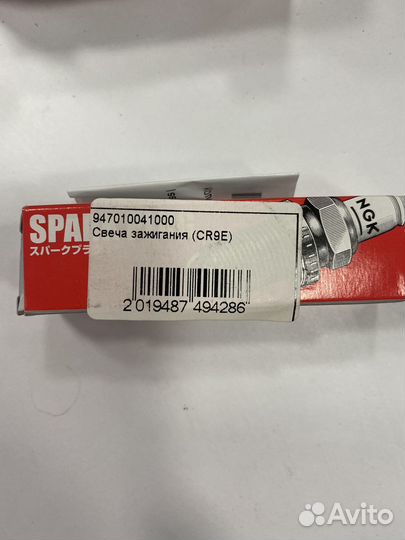 947010041000
Свеча зажигания (CR9E)
SPAR
スパークプラ
NGK
2 019487 494286
Avito